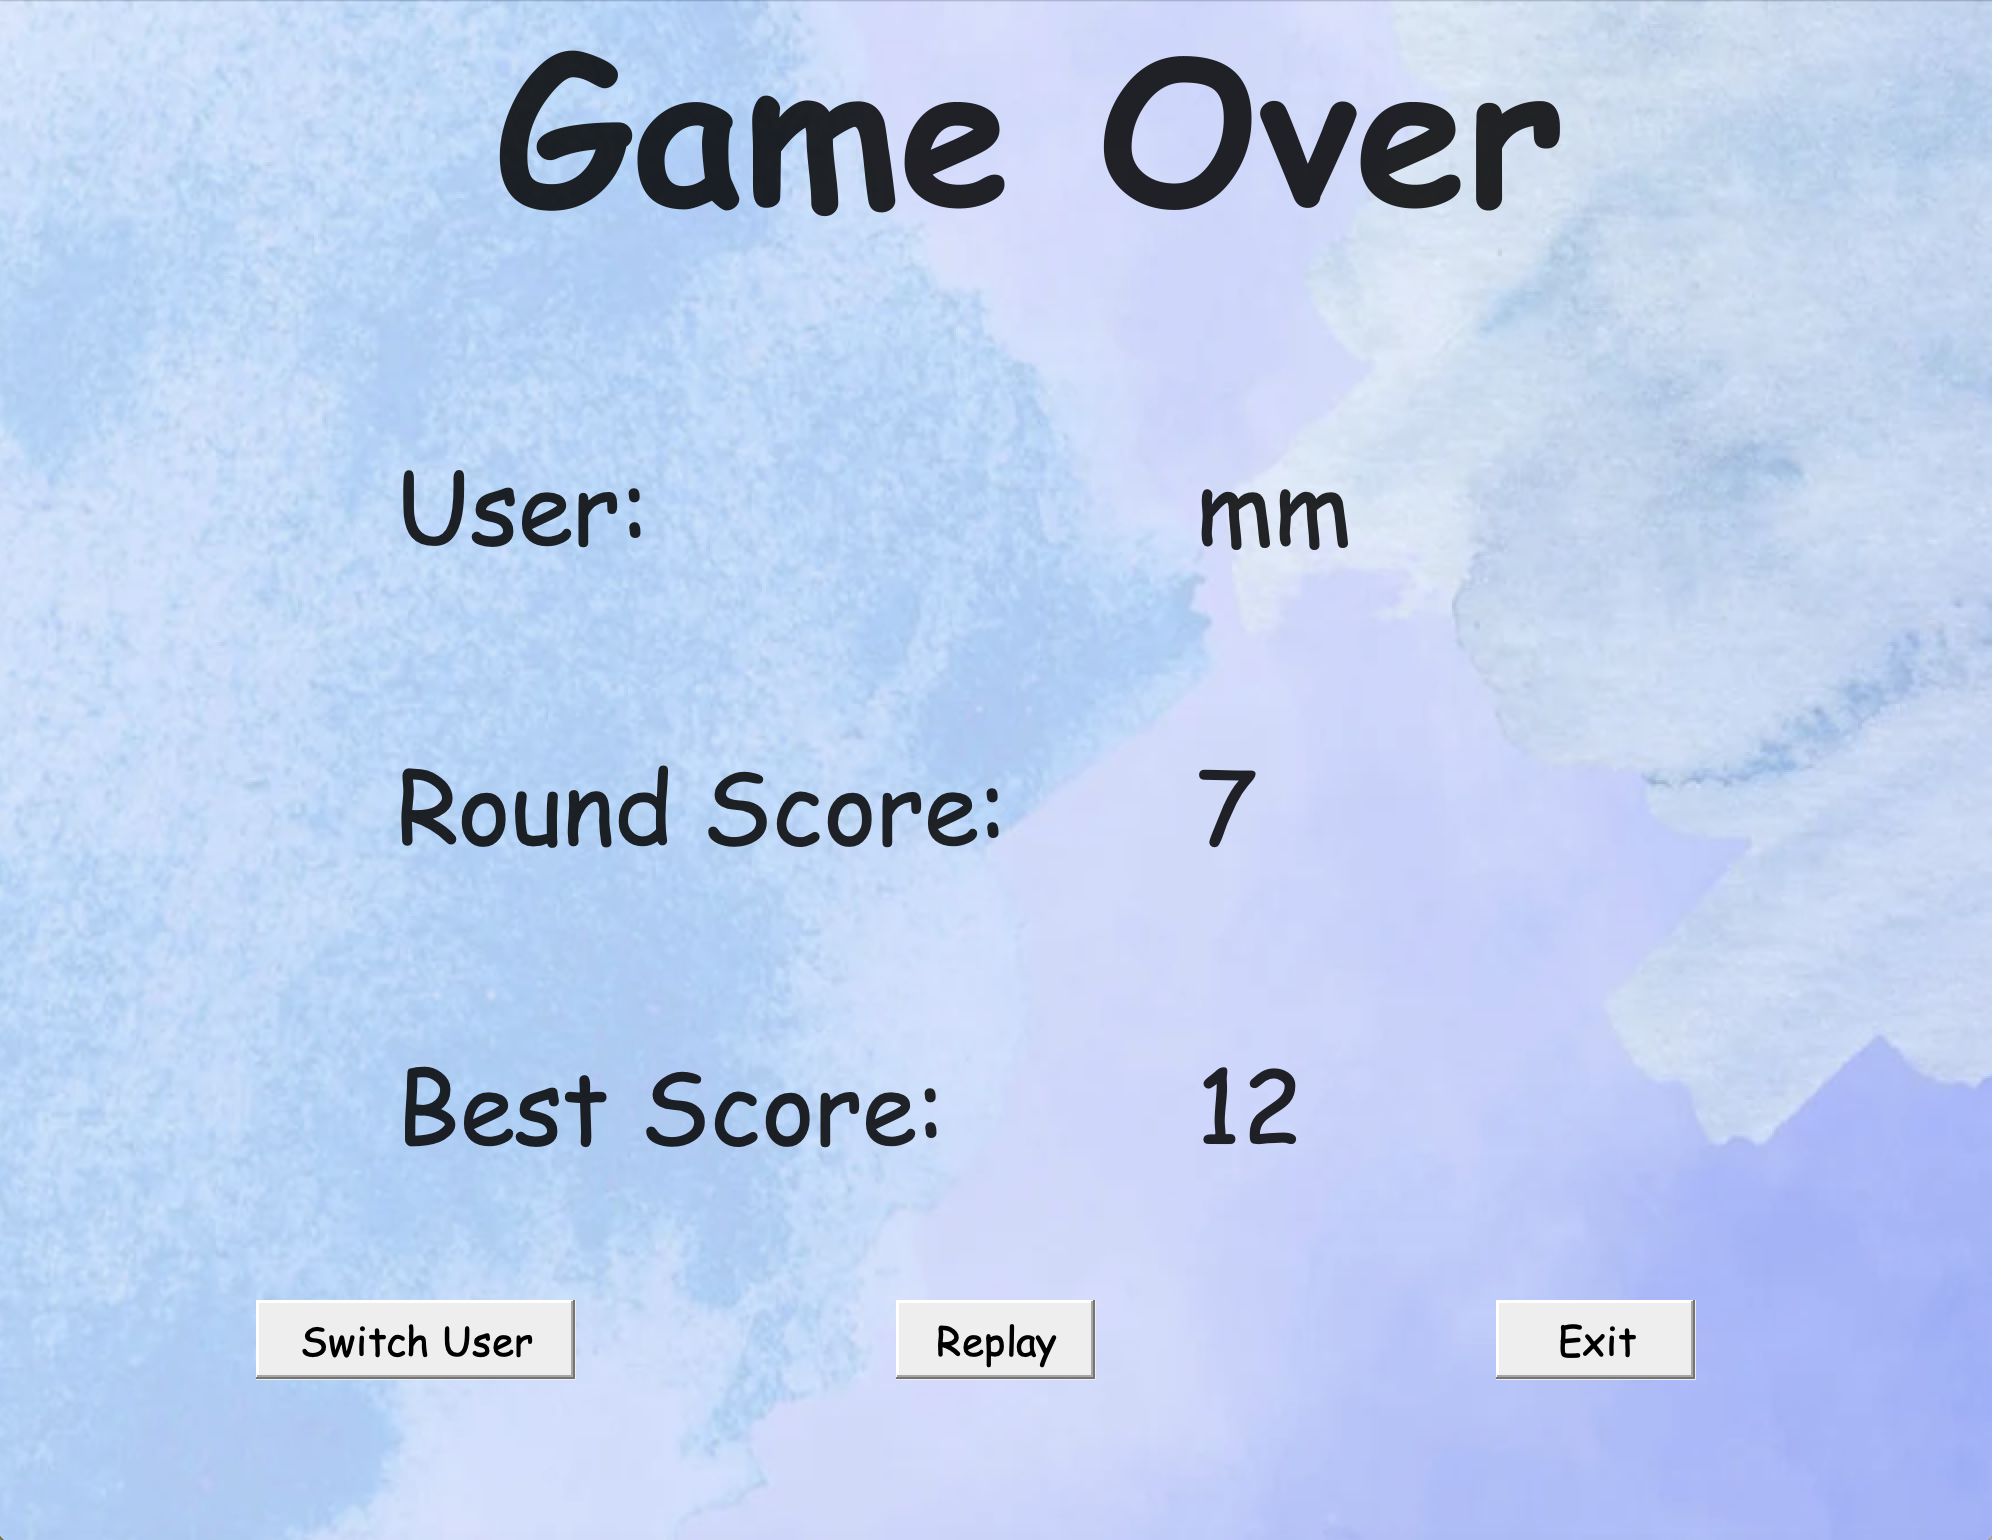 Game Over
User: mm
Round Score: 7
Best Score: 12
Switch User Replay Exit